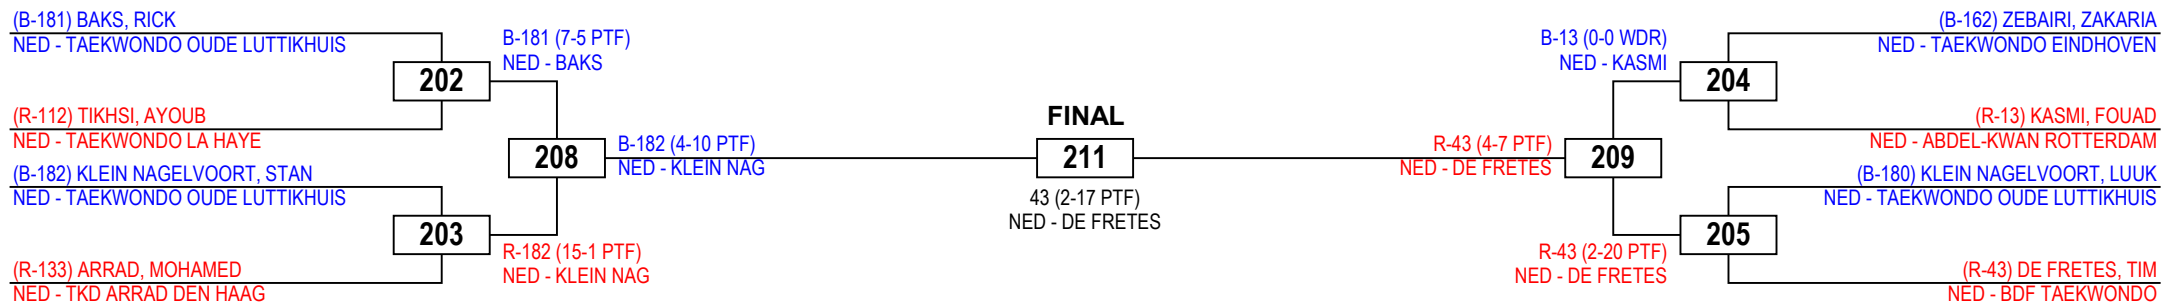 (B-181) BAKS, RICK
NED - TAEKWONDO OUDE LUTTIKHUIS
202
(R-112) TIKHSI, AYOUB
NED - TAEKWONDO LA HAYE
B-181 (7-5 PTF)
NED - BAKS
208
(B-182) KLEIN NAGELVOORT, STAN
NED - TAEKWONDO OUDE LUTTIKHUIS
203
(R-133) ARRAD, MOHAMED
NED - TKD ARRAD DEN HAAG
R-182 (15-1 PTF)
NED - KLEIN NAG
B-182 (4-10 PTF)
NED - KLEIN NAG
FINAL
211
43 (2-17 PTF)
NED - DE FRETES
R-43 (4-7 PTF)
NED - DE FRETES
209
B-13 (0-0 WDR)
NED - KASMI
R-43 (2-20 PTF)
NED - DE FRETES
(B-162) ZEBAIRI, ZAKARIA
NED - TAEKWONDO EINDHOVEN
204
(R-13) KASMI, FOUAD
NED - ABDEL-KWAN ROTTERDAM
(B-180) KLEIN NAGELVOORT, LUUK
NED - TAEKWONDO OUDE LUTTIKHUIS
205
(R-43) DE FRETES, TIM
NED - BDF TAEKWONDO